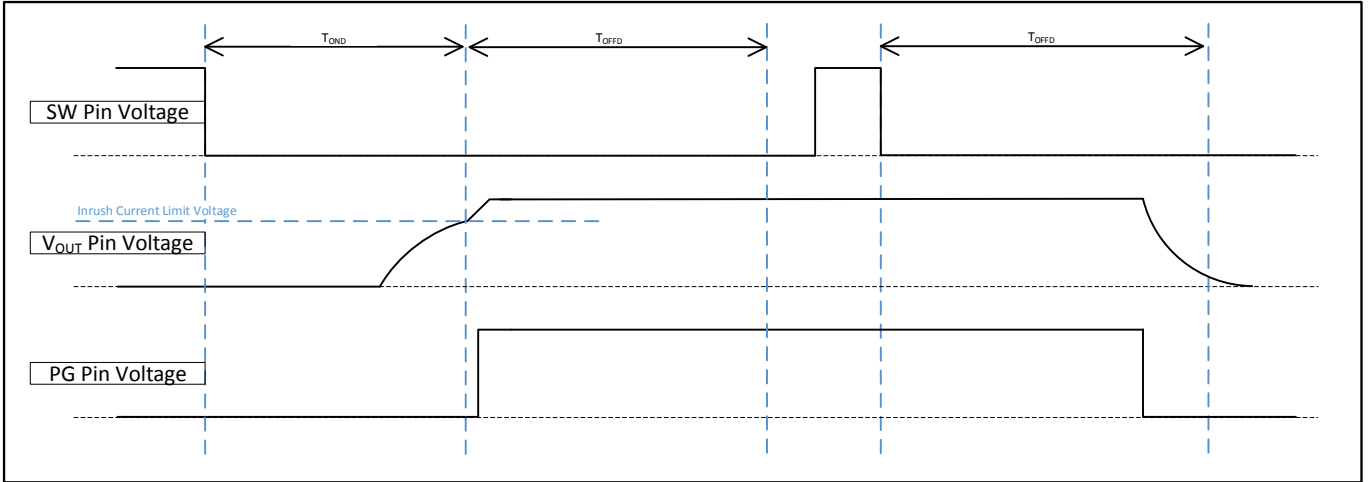 TOND
TOFFD
TOFFD
SW Pin Voltage
Inrush Current Limit Voltage
VOUT Pin Voltage
PG Pin Voltage